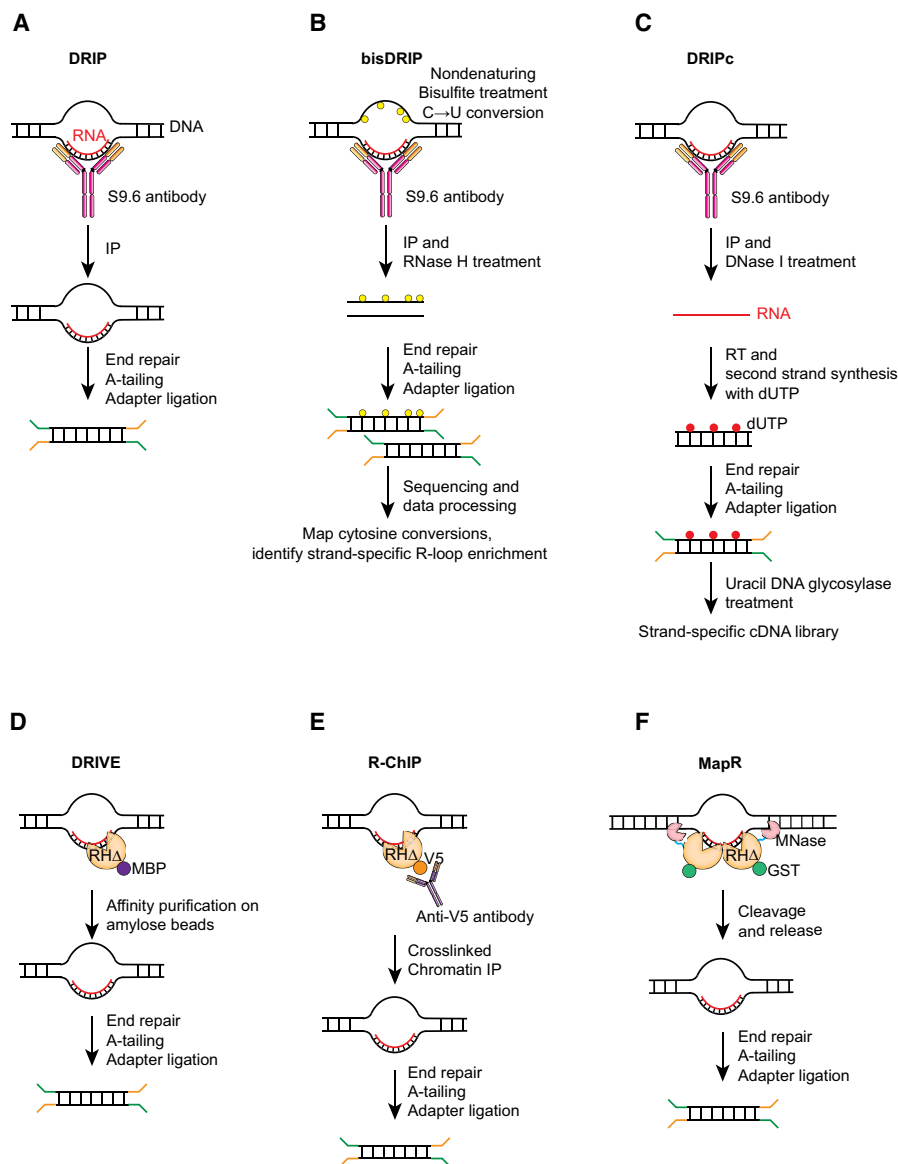 A
DRIP
RNA
DNA
S9.6 antibody
IP
End repair
A-tailing
Adapter ligation
B
bisDRIP
Nondenaturing
Bisulfite treatment
C→U conversion
S9.6 antibody
IP and
RNase H treatment
End repair
A-tailing
Adapter ligation
Sequencing and
data processing
Map cytosine conversions,
identify strand-specific R-loop enrichment
C
DRIPc
S9.6 antibody
IP and
DNase I treatment
RNA
RT and
second strand synthesis
with dUTP
dUTP
End repair
A-tailing
Adapter ligation
Uracil DNA glycosylase
treatment
Strand-specific cDNA library
D
DRIVE
RHΔ
MBP
Affinity purification on
amylose beads
End repair
A-tailing
Adapter ligation
E
R-ChIP
RHΔ
V5
Anti-V5 antibody
Crosslinked
Chromatin IP
End repair
A-tailing
Adapter ligation
F
MapR
MNase
RHΔ
GST
Cleavage
and release
End repair
A-tailing
Adapter ligation